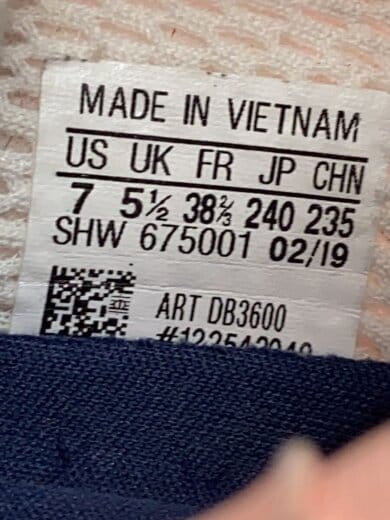 MADE IN VIETNAM
US UK FR JP CHN
7 5½ 38⅔ 240 235
SHW 675001 02/19
ART DB3600